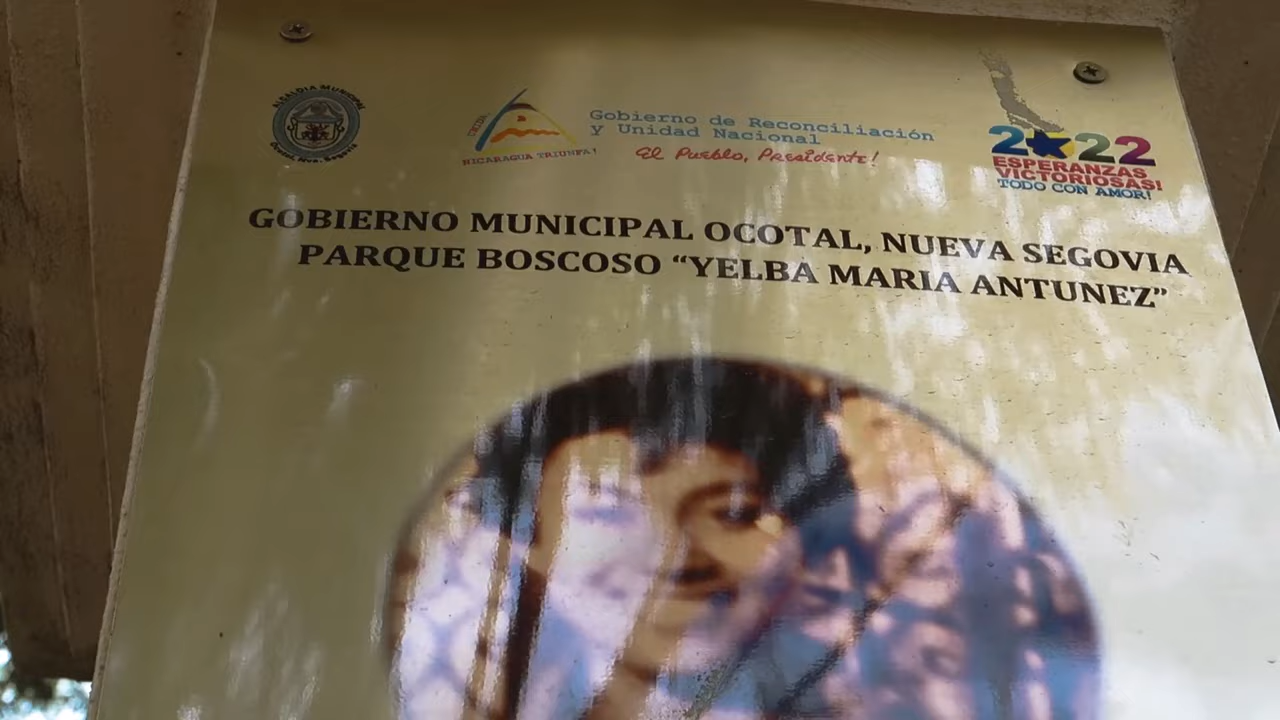 ALCALDIA MUNICIPAL
Ocotal, Nva. Segovia
NICARAGUA TRIUNFA!
Gobierno de Reconciliación
Y Unidad Nacional
El Pueblo, Presidente!
2022
ESPERANZAS
VICTORIOSAS!
TODO CON AMOR!
GOBIERNO MUNICIPAL OCOTAL, NUEVA SEGOVIA
PARQUE BOSCOSO “YELBA MARIA ANTUNEZ”